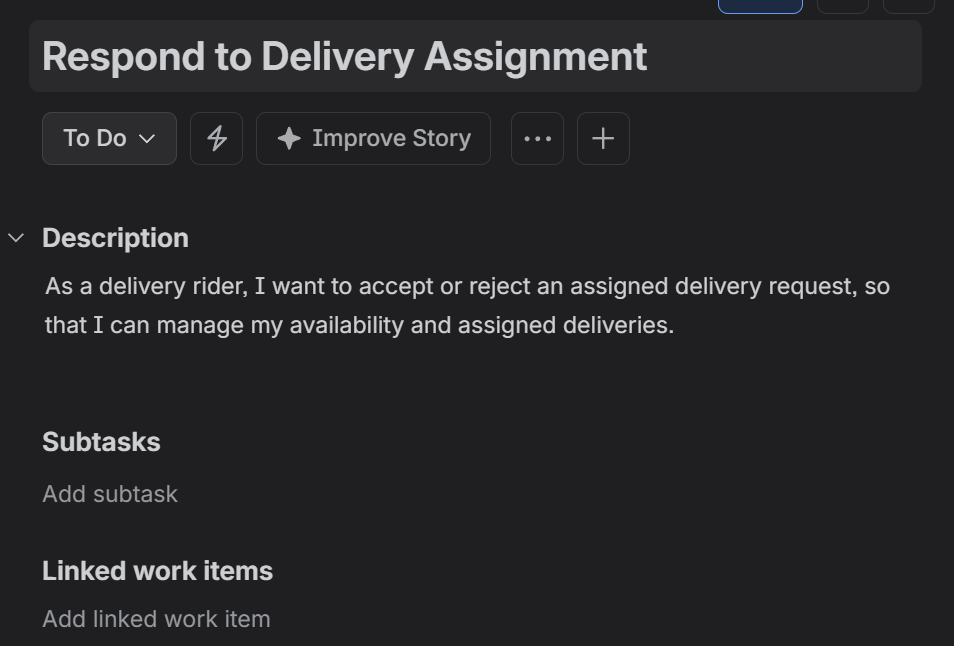 Respond to Delivery Assignment
To Do
Improve Story
Description
As a delivery rider, I want to accept or reject an assigned delivery request, so
that I can manage my availability and assigned deliveries.
Subtasks
Add subtask
Linked work items
Add linked work item